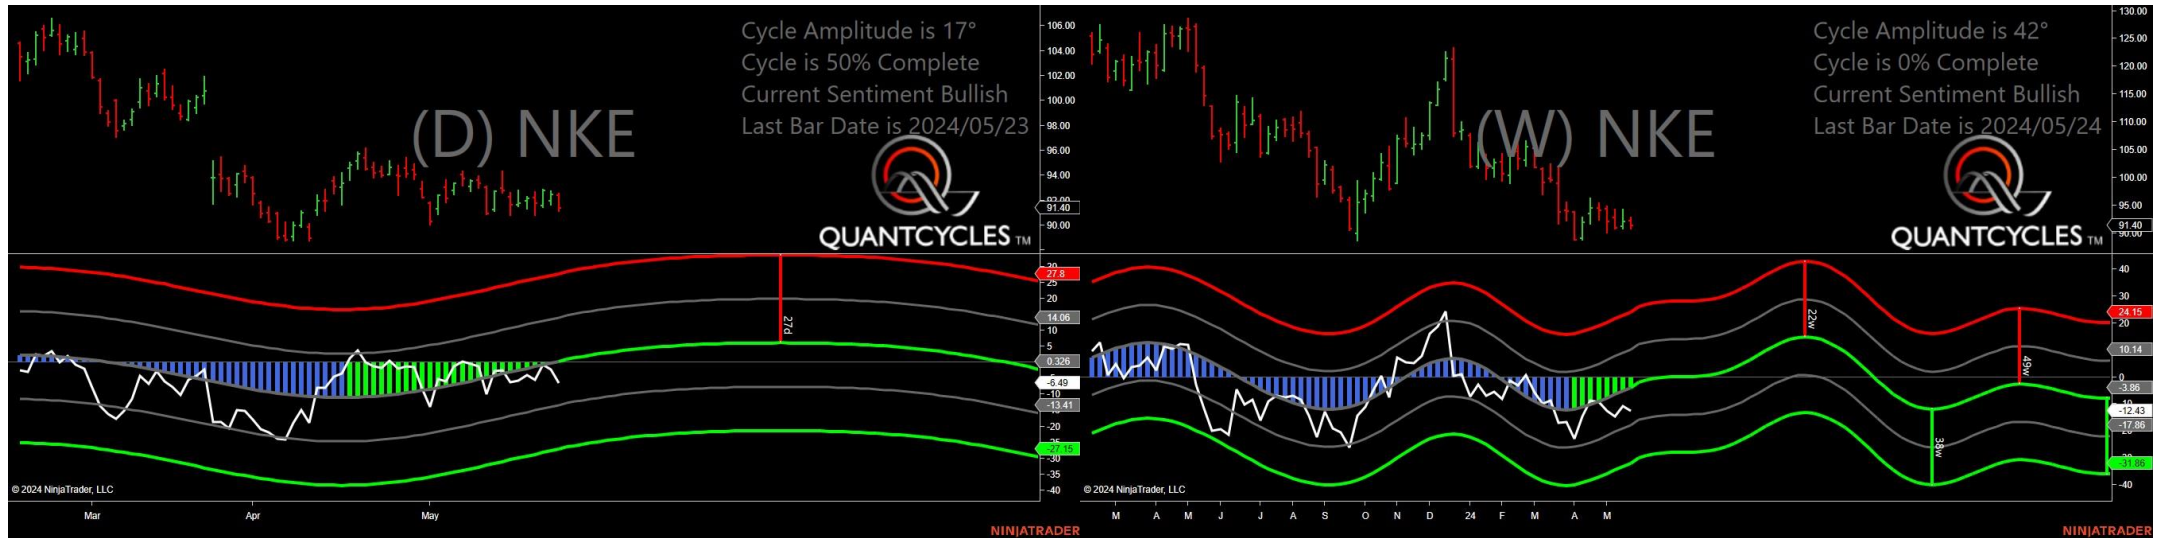 Cycle Amplitude is 17°
Cycle is 50% Complete
Current Sentiment Bullish
Last Bar Date is 2024/05/23
(D) NKE
QUANTCYCLES TM
106.00
104.00
102.00
100.00
98.00
96.00
94.00
92.00
91.40
90.00
27.8
25
20
14.06
10
5
0.326
-6.49
-10
-13.41
-20
-27.15
-30
-35
-40
27d
© 2024 NinjaTrader, LLC
Mar Apr May
NINJATRADER
Cycle Amplitude is 42°
Cycle is 0% Complete
Current Sentiment Bullish
Last Bar Date is 2024/05/24
(W) NKE
QUANTCYCLES TM
130.00
125.00
120.00
115.00
110.00
105.00
100.00
95.00
91.40
90.00
40
30
24.15
20
10.14
0
-3.86
-12.43
-17.86
-31.86
-40
22w
38w
49w
© 2024 NinjaTrader, LLC
M A M J J A S O N D 24 F M A M
NINJATRADER